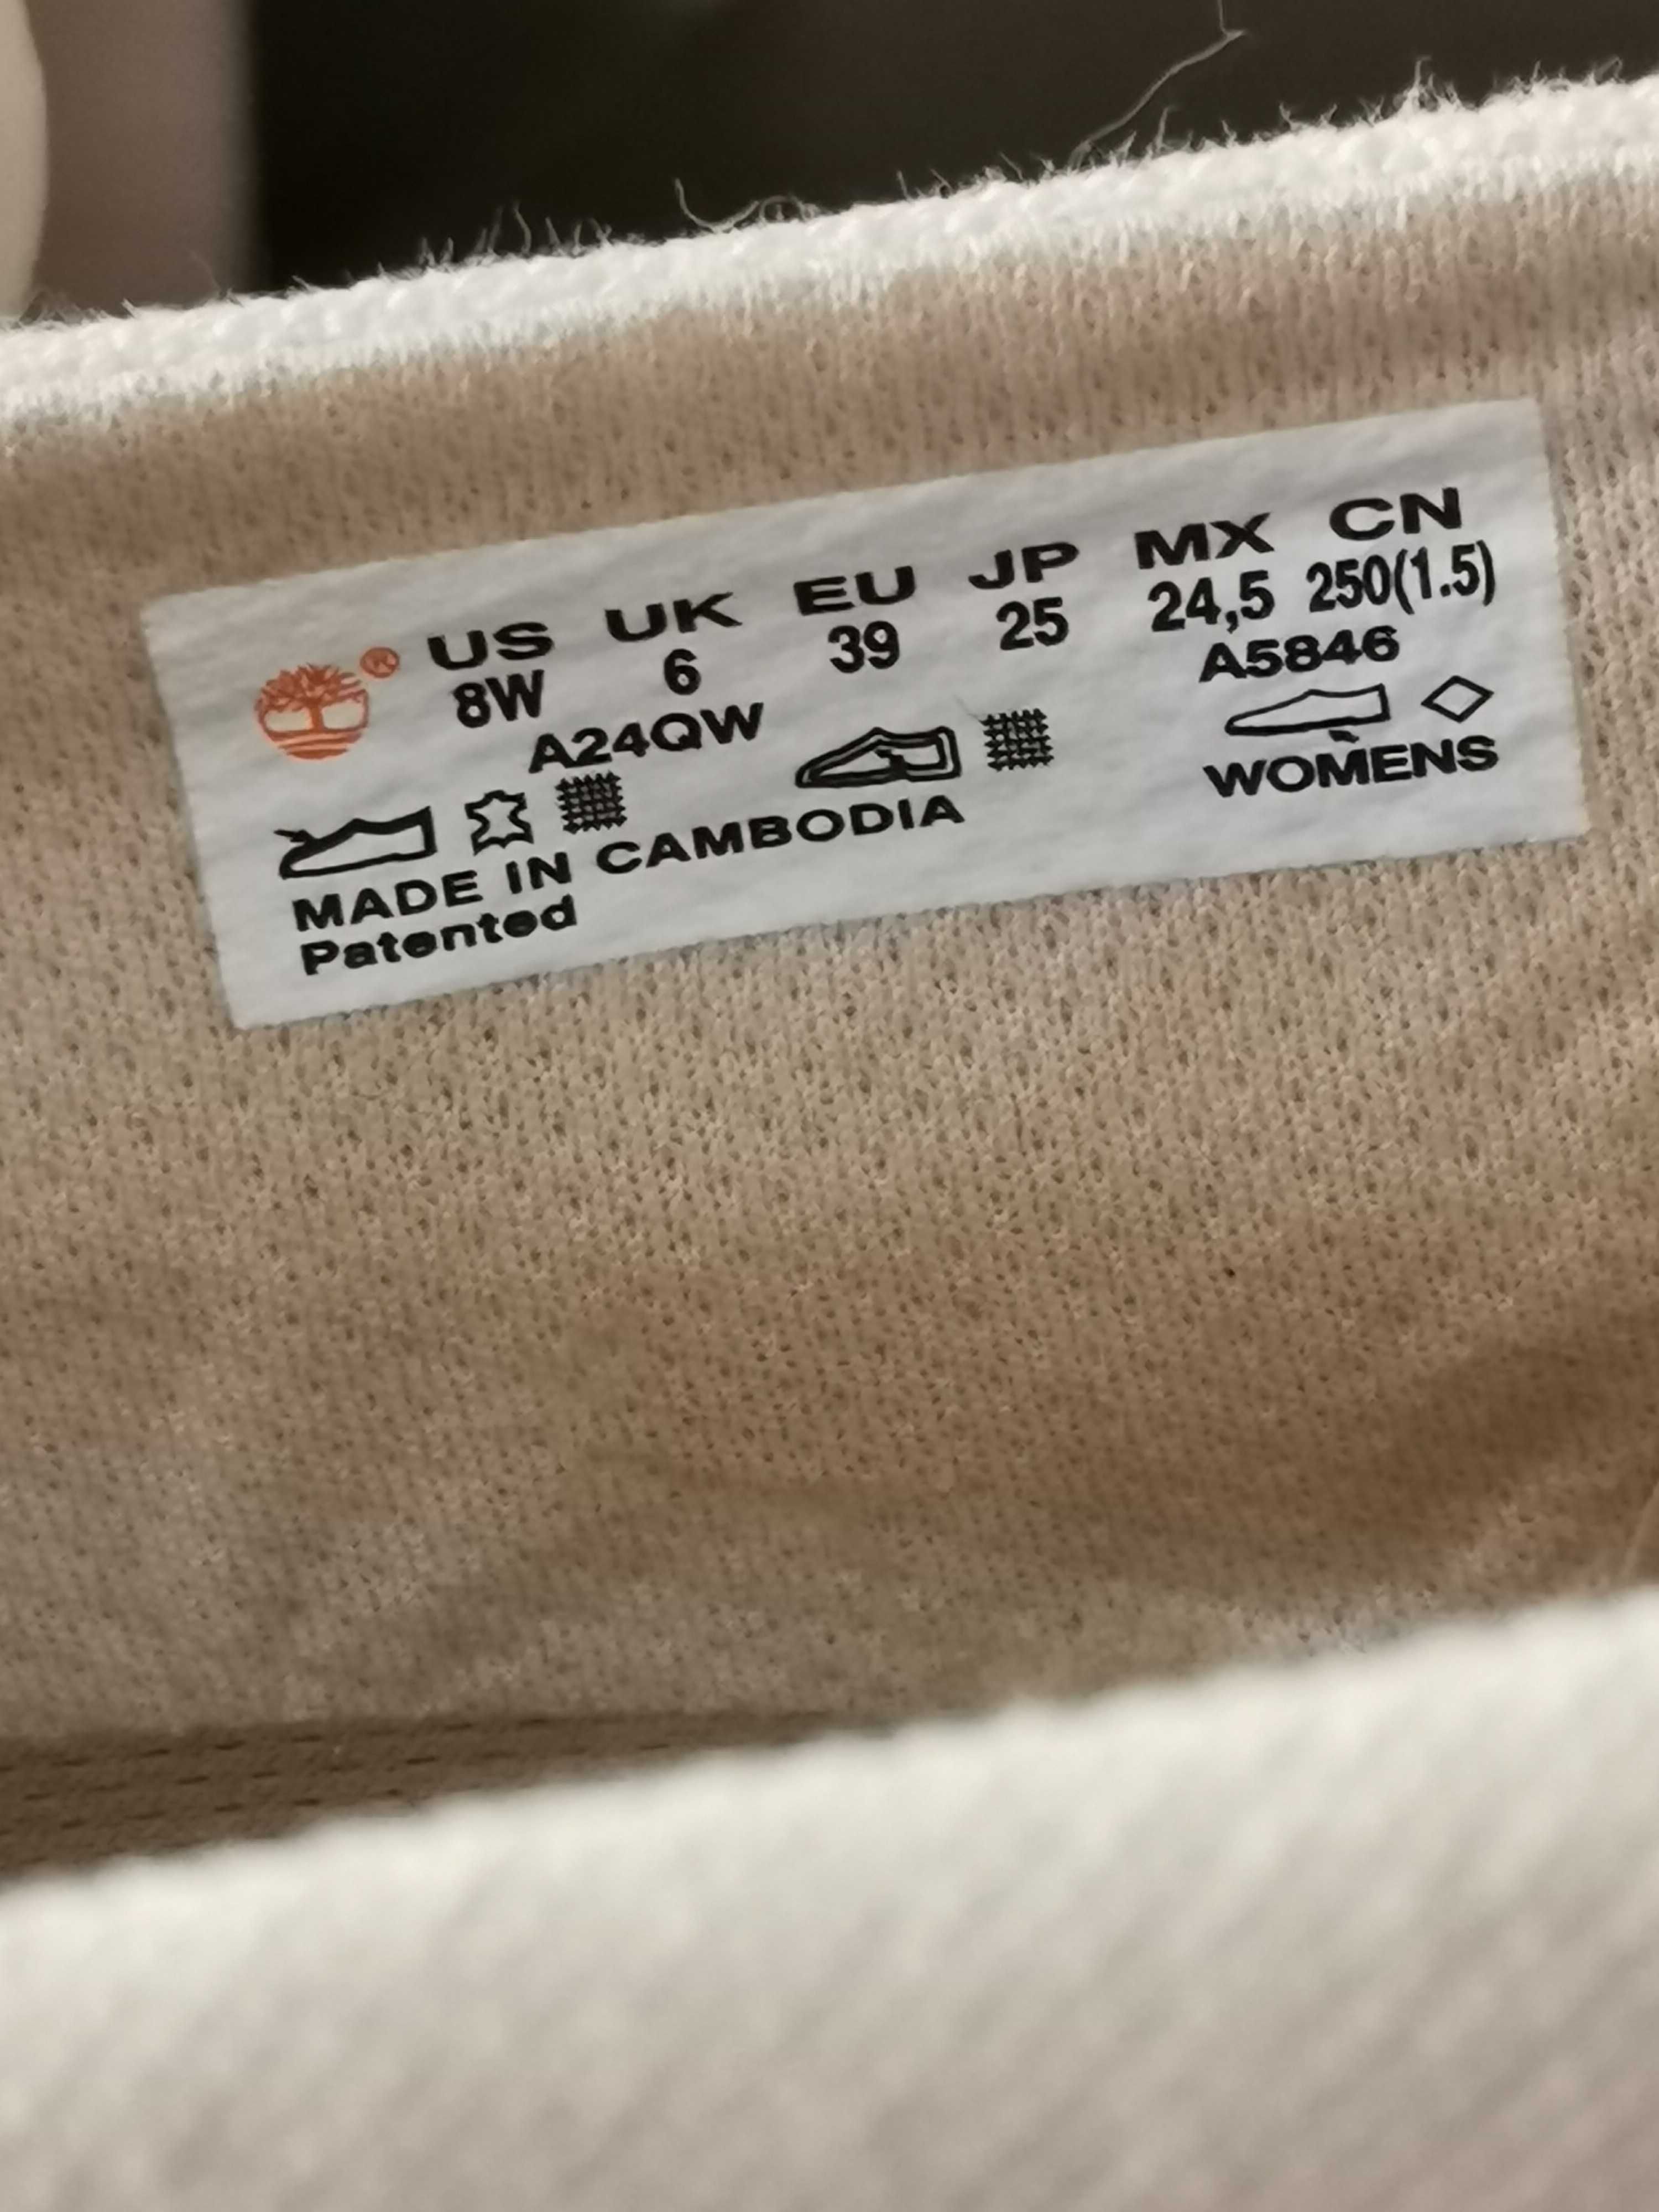 ® US UK EU JP MX CN
8W 6 39 25 24,5 250(1.5)
A24QW A5846
MADE IN CAMBODIA WOMENS
Patented